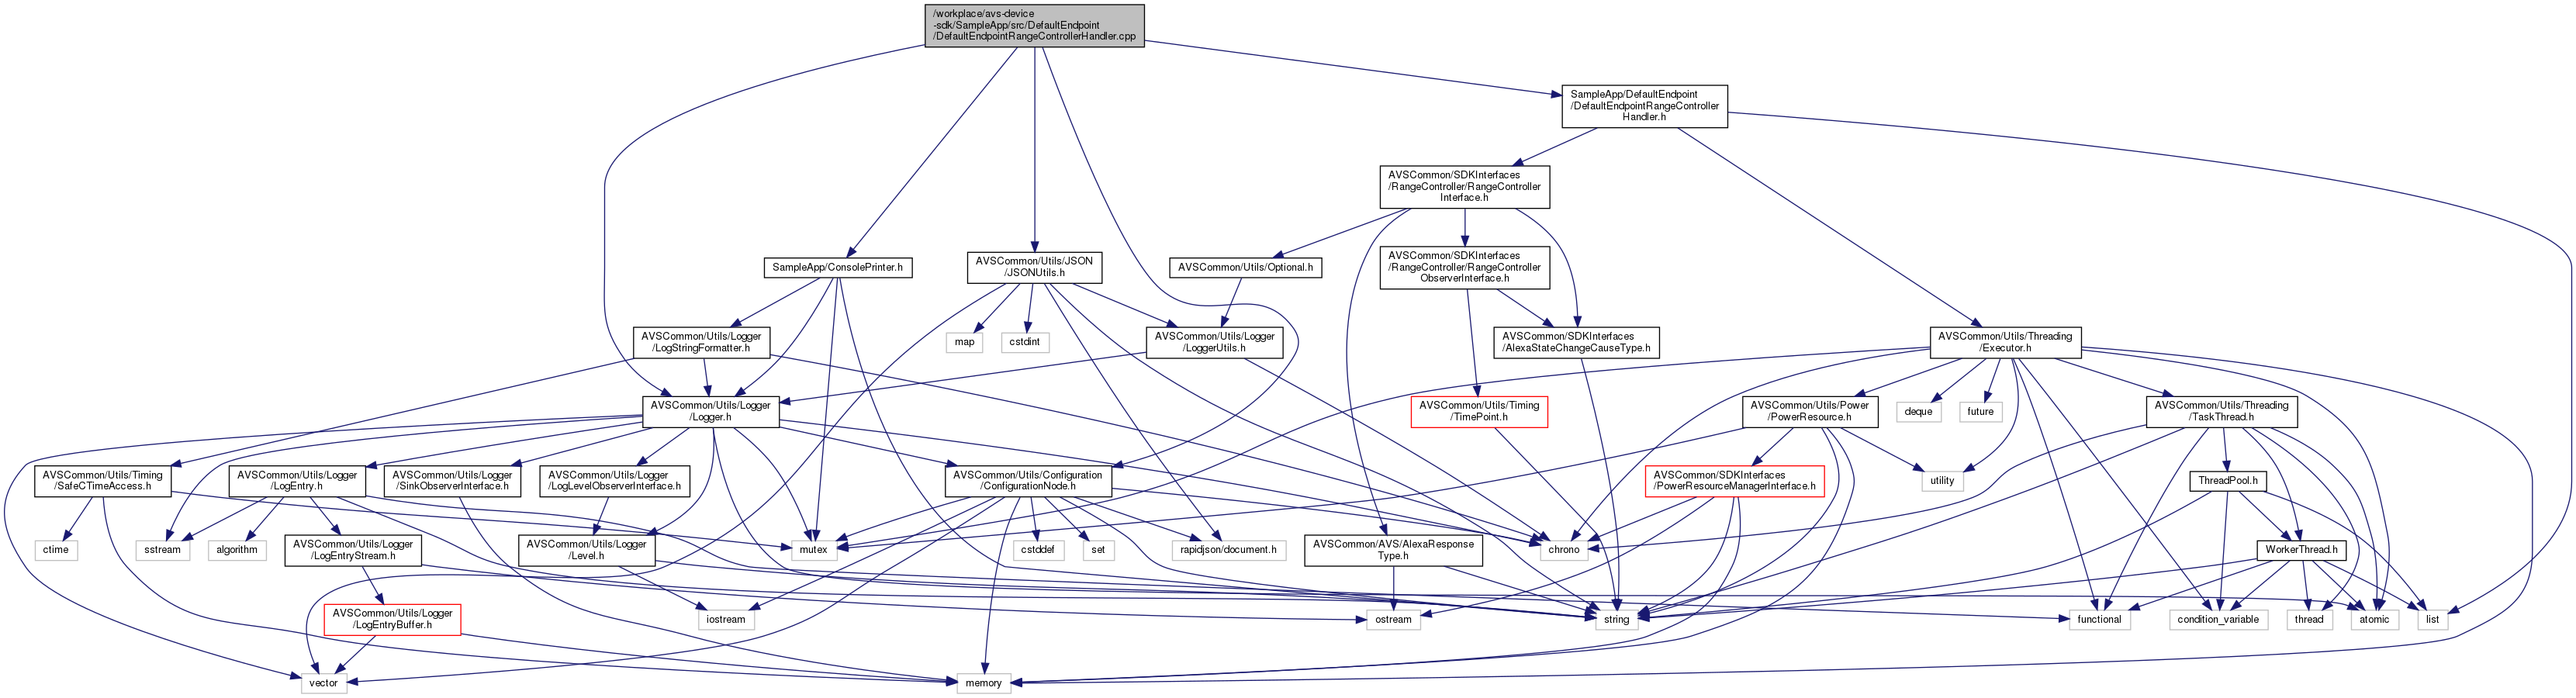 /workplace/avs-device
-sdk/SampleApp/src/DefaultEndpoint
/DefaultEndpointRangeControllerHandler.cpp
SampleApp/DefaultEndpoint
/DefaultEndpointRangeController
Handler.h
AVSCommon/SDKInterfaces
/RangeController/RangeController
Interface.h
SampleApp/ConsolePrinter.h
AVSCommon/Utils/JSON
/JSONUtils.h
AVSCommon/Utils/Optional.h
AVSCommon/SDKInterfaces
/RangeController/RangeController
ObserverInterface.h
AVSCommon/Utils/Logger
/LogStringFormatter.h
map
cstdint
AVSCommon/Utils/Logger
/LoggerUtils.h
AVSCommon/SDKInterfaces
/AlexaStateChangeCauseType.h
AVSCommon/Utils/Threading
/Executor.h
AVSCommon/Utils/Logger
/Logger.h
AVSCommon/Utils/Timing
/TimePoint.h
AVSCommon/Utils/Power
/PowerResource.h
deque
future
AVSCommon/Utils/Threading
/TaskThread.h
AVSCommon/Utils/Timing
/SafeCTimeAccess.h
AVSCommon/Utils/Logger
/LogEntry.h
AVSCommon/Utils/Logger
/SinkObserverInterface.h
AVSCommon/Utils/Logger
/LogLevelObserverInterface.h
AVSCommon/Utils/Configuration
/ConfigurationNode.h
AVSCommon/SDKInterfaces
/PowerResourceManagerInterface.h
utility
ThreadPool.h
ctime
sstream
algorithm
AVSCommon/Utils/Logger
/LogEntryStream.h
AVSCommon/Utils/Logger
/Level.h
mutex
cstddef
set
rapidjson/document.h
AVSCommon/AVS/AlexaResponse
Type.h
chrono
WorkerThread.h
AVSCommon/Utils/Logger
/LogEntryBuffer.h
iostream
ostream
string
functional
condition_variable
thread
atomic
list
vector
memory